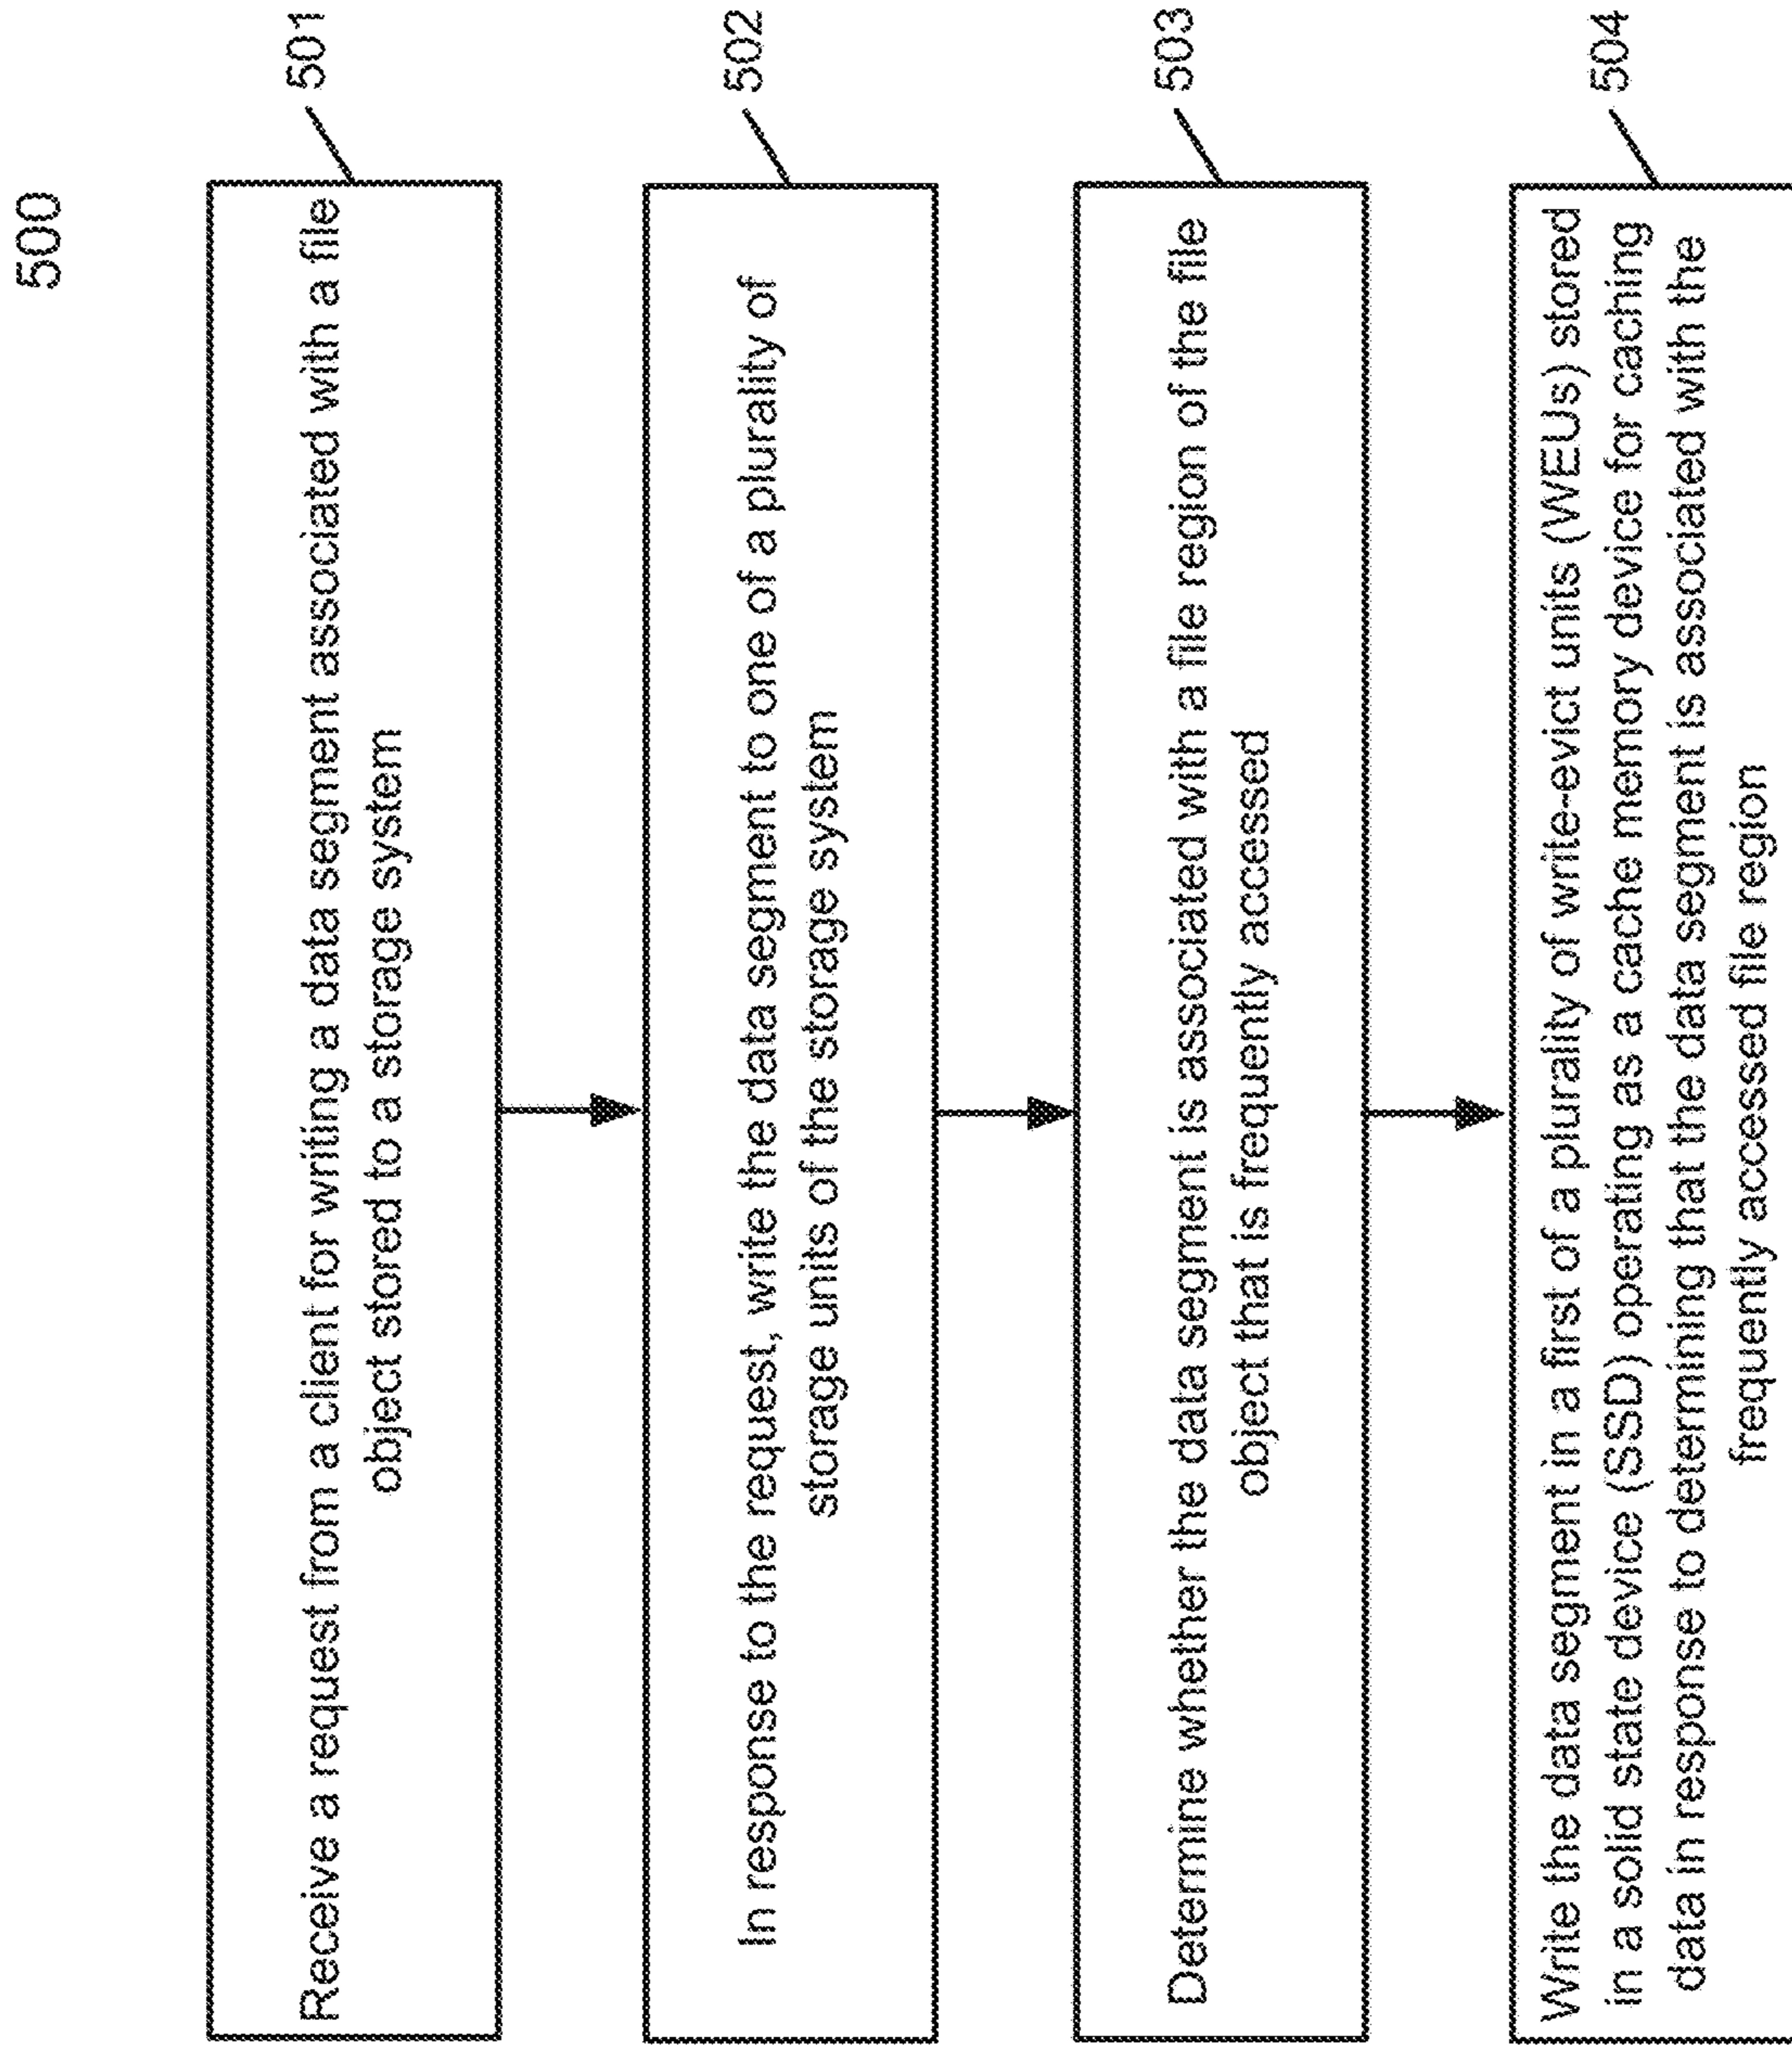 500
Receive a request from a client for writing a data segment associated with a file
object stored to a storage system
501
In response to the request, write the data segment to one of a plurality of
storage units of the storage system
502
Determine whether the data segment is associated with a file region of the file
object that is frequently accessed
503
Write the data segment in a first of a plurality of write-evict units (WEUs) stored
in a solid state device (SSD) operating as a cache memory device for caching
data in response to determining that the data segment is associated with the
frequently accessed file region
504